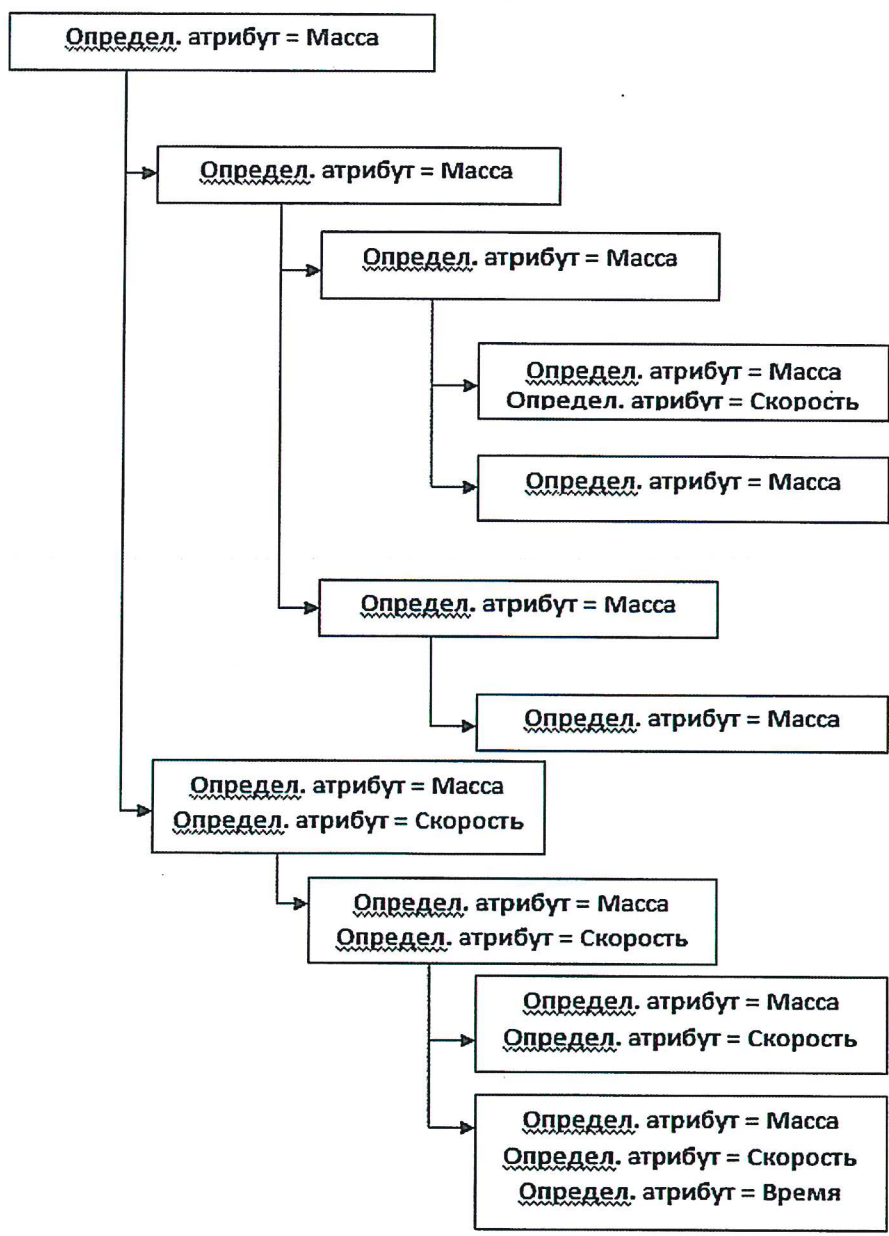 Определ. атрибут = Масса
Определ. атрибут = Масса
Определ. атрибут = Масса
Определ. атрибут = Масса
Определ. атрибут = Скорость
Определ. атрибут = Масса
Определ. атрибут = Масса
Определ. атрибут = Масса
Определ. атрибут = Масса
Определ. атрибут = Скорость
Определ. атрибут = Масса
Определ. атрибут = Скорость
Определ. атрибут = Масса
Определ. атрибут = Скорость
Определ. атрибут = Масса
Определ. атрибут = Скорость
Определ. атрибут = Время